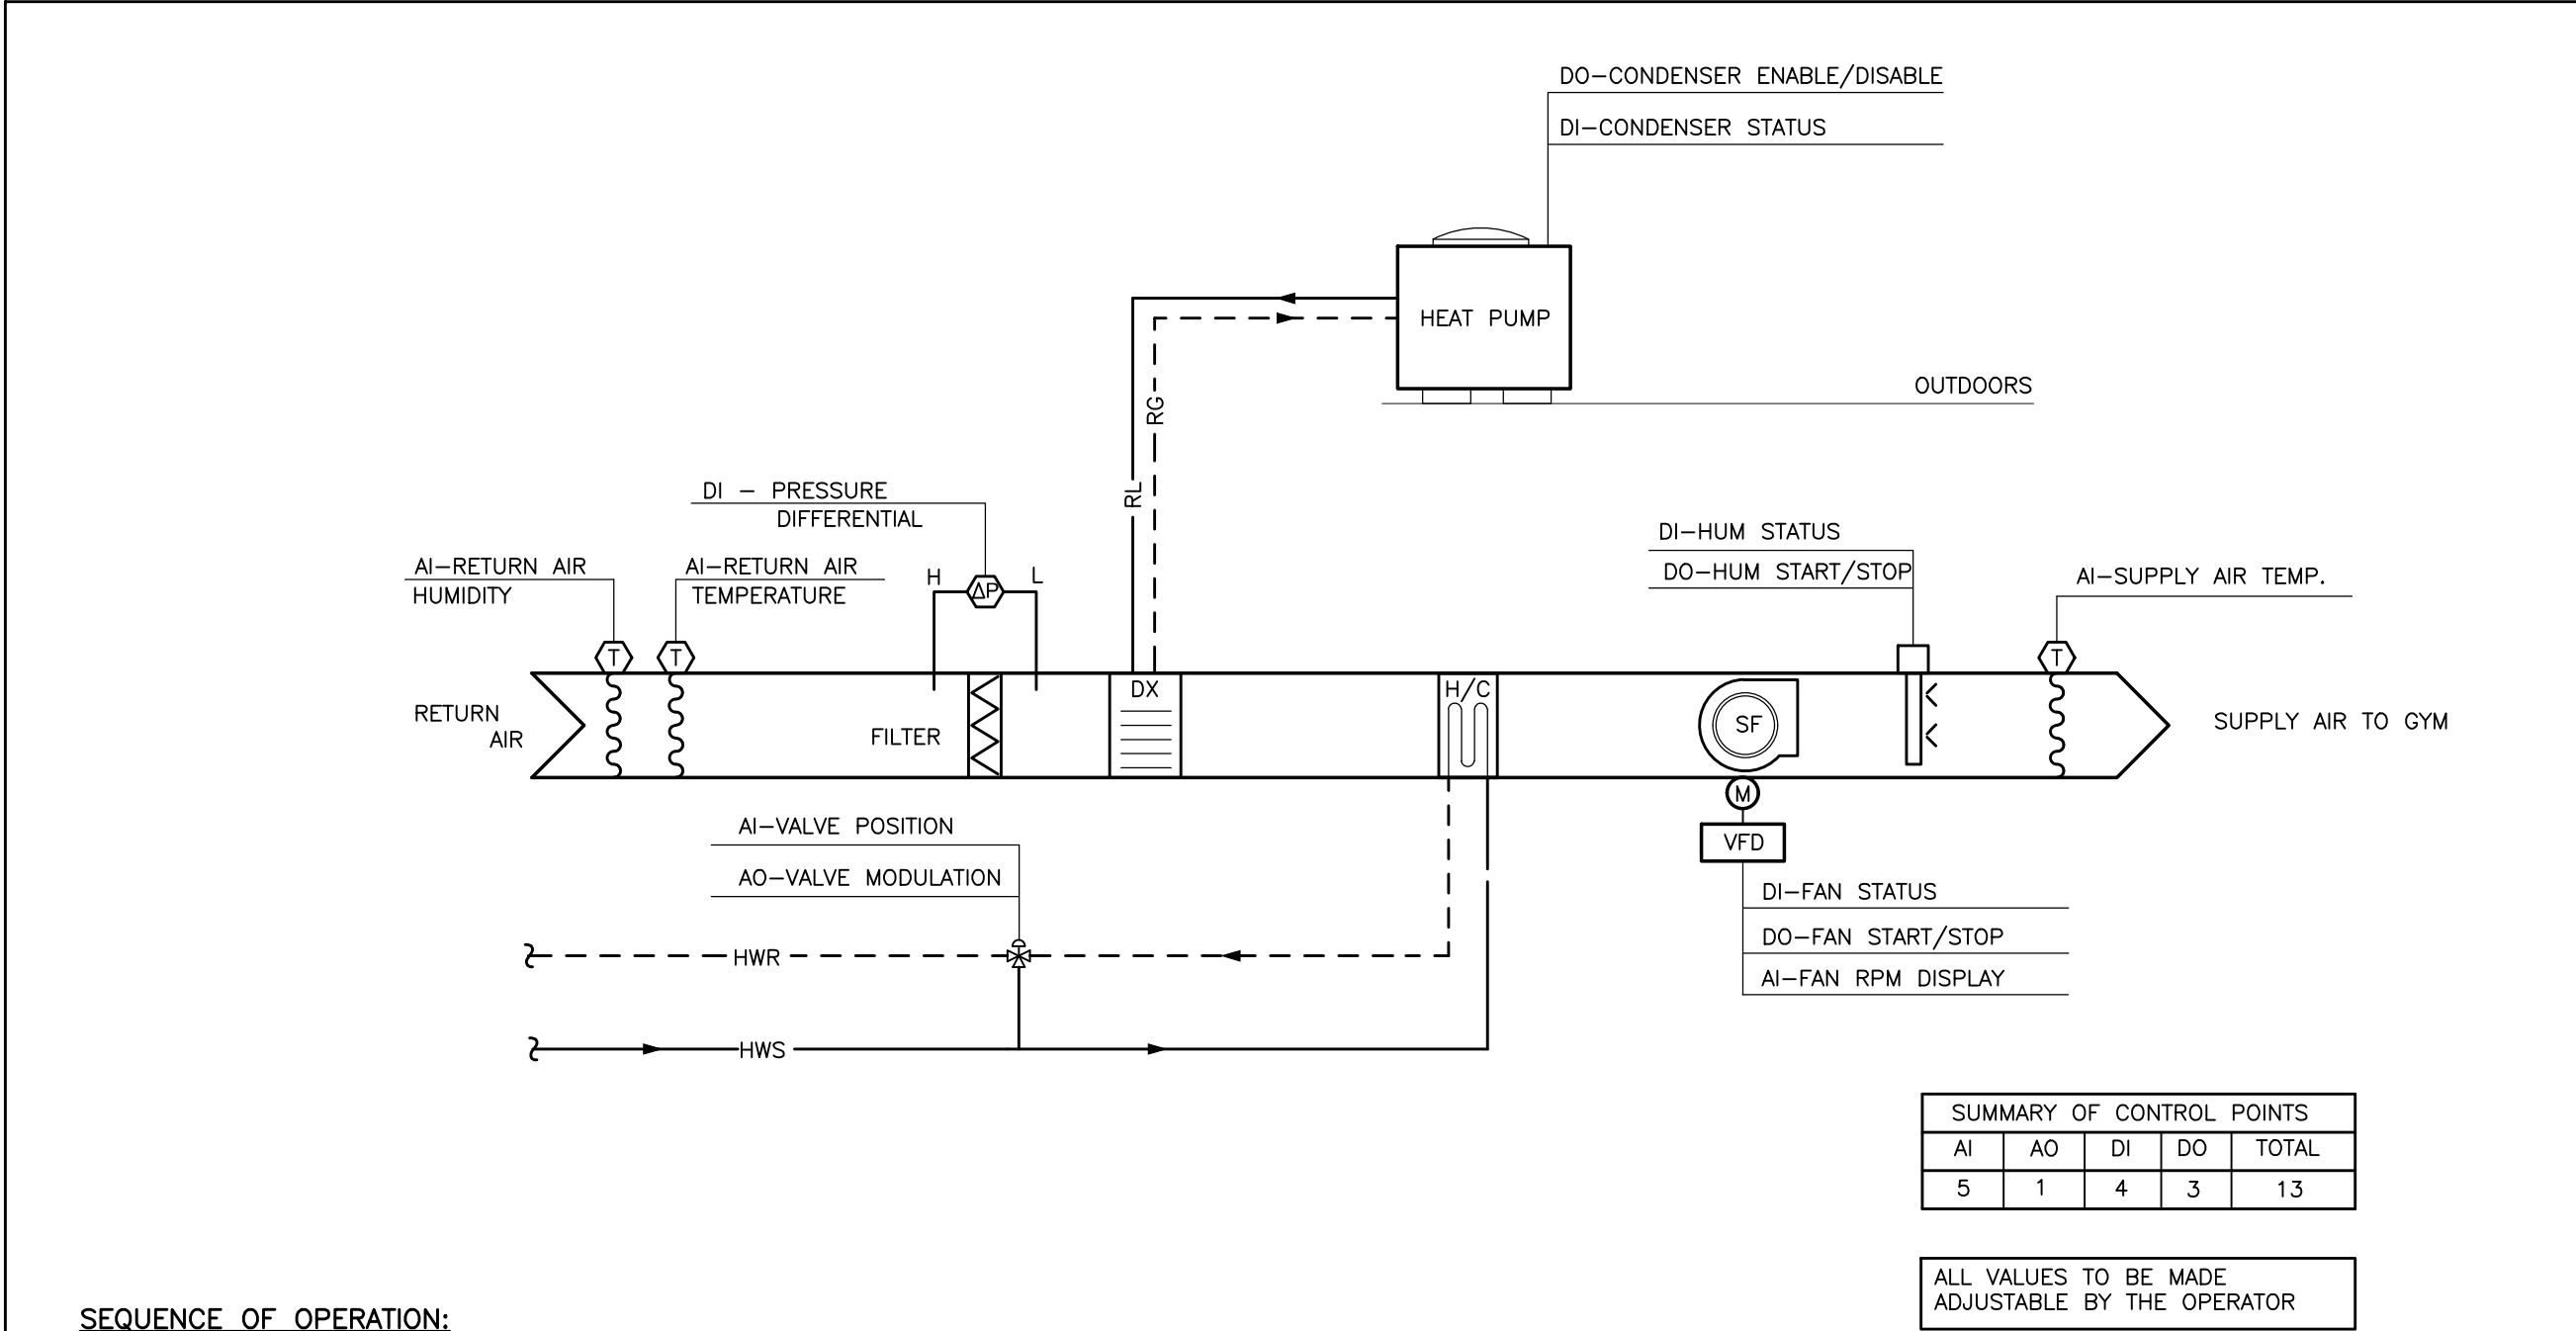 DO-CONDENSER ENABLE/DISABLE
DI-CONDENSER STATUS
HEAT PUMP
OUTDOORS
RG
RL
DI - PRESSURE
DIFFERENTIAL
AI-RETURN AIR
HUMIDITY
AI-RETURN AIR
TEMPERATURE
H
ΔP
L
DI-HUM STATUS
DO-HUM START/STOP
AI-SUPPLY AIR TEMP.
T
T
T
RETURN
AIR
FILTER
DX
H/C
SF
SUPPLY AIR TO GYM
M
VFD
AI-VALVE POSITION
AO-VALVE MODULATION
DI-FAN STATUS
DO-FAN START/STOP
AI-FAN RPM DISPLAY
HWR
HWS
SUMMARY OF CONTROL POINTS
AI AO DI DO TOTAL
5 1 4 3 13
ALL VALUES TO BE MADE
ADJUSTABLE BY THE OPERATOR
SEQUENCE OF OPERATION: